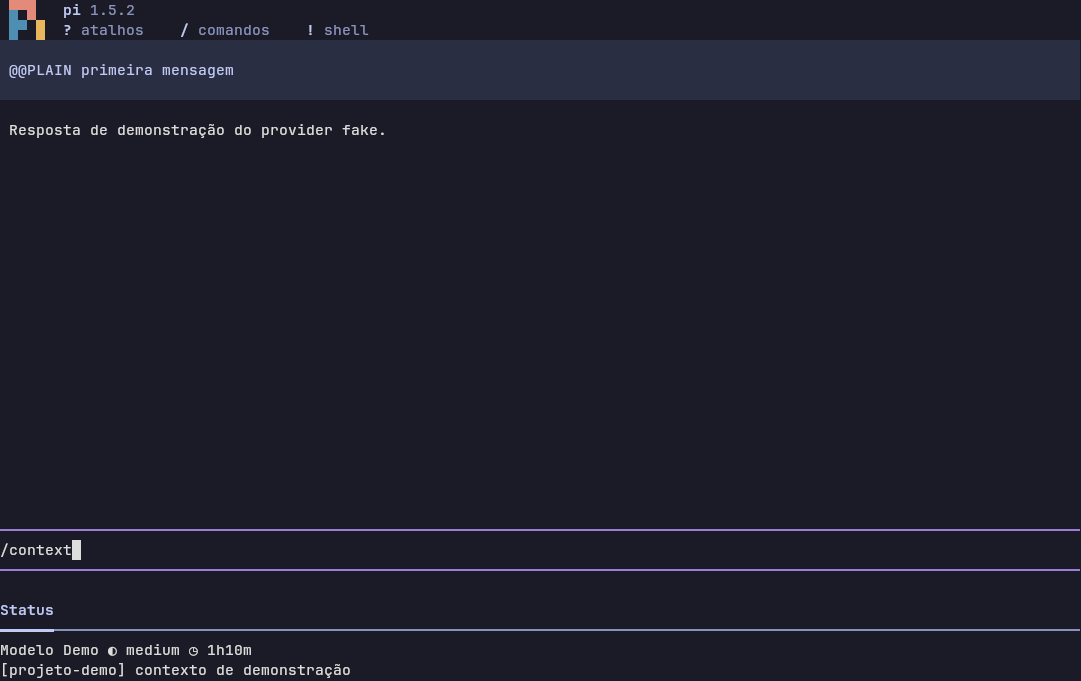 pi 1.5.2
? atalhos / comandos ! shell
@@PLAIN primeira mensagem
Resposta de demonstração do provider fake.
/context
Status
Modelo Demo ◐ medium ◷ 1h10m
[projeto-demo] contexto de demonstração